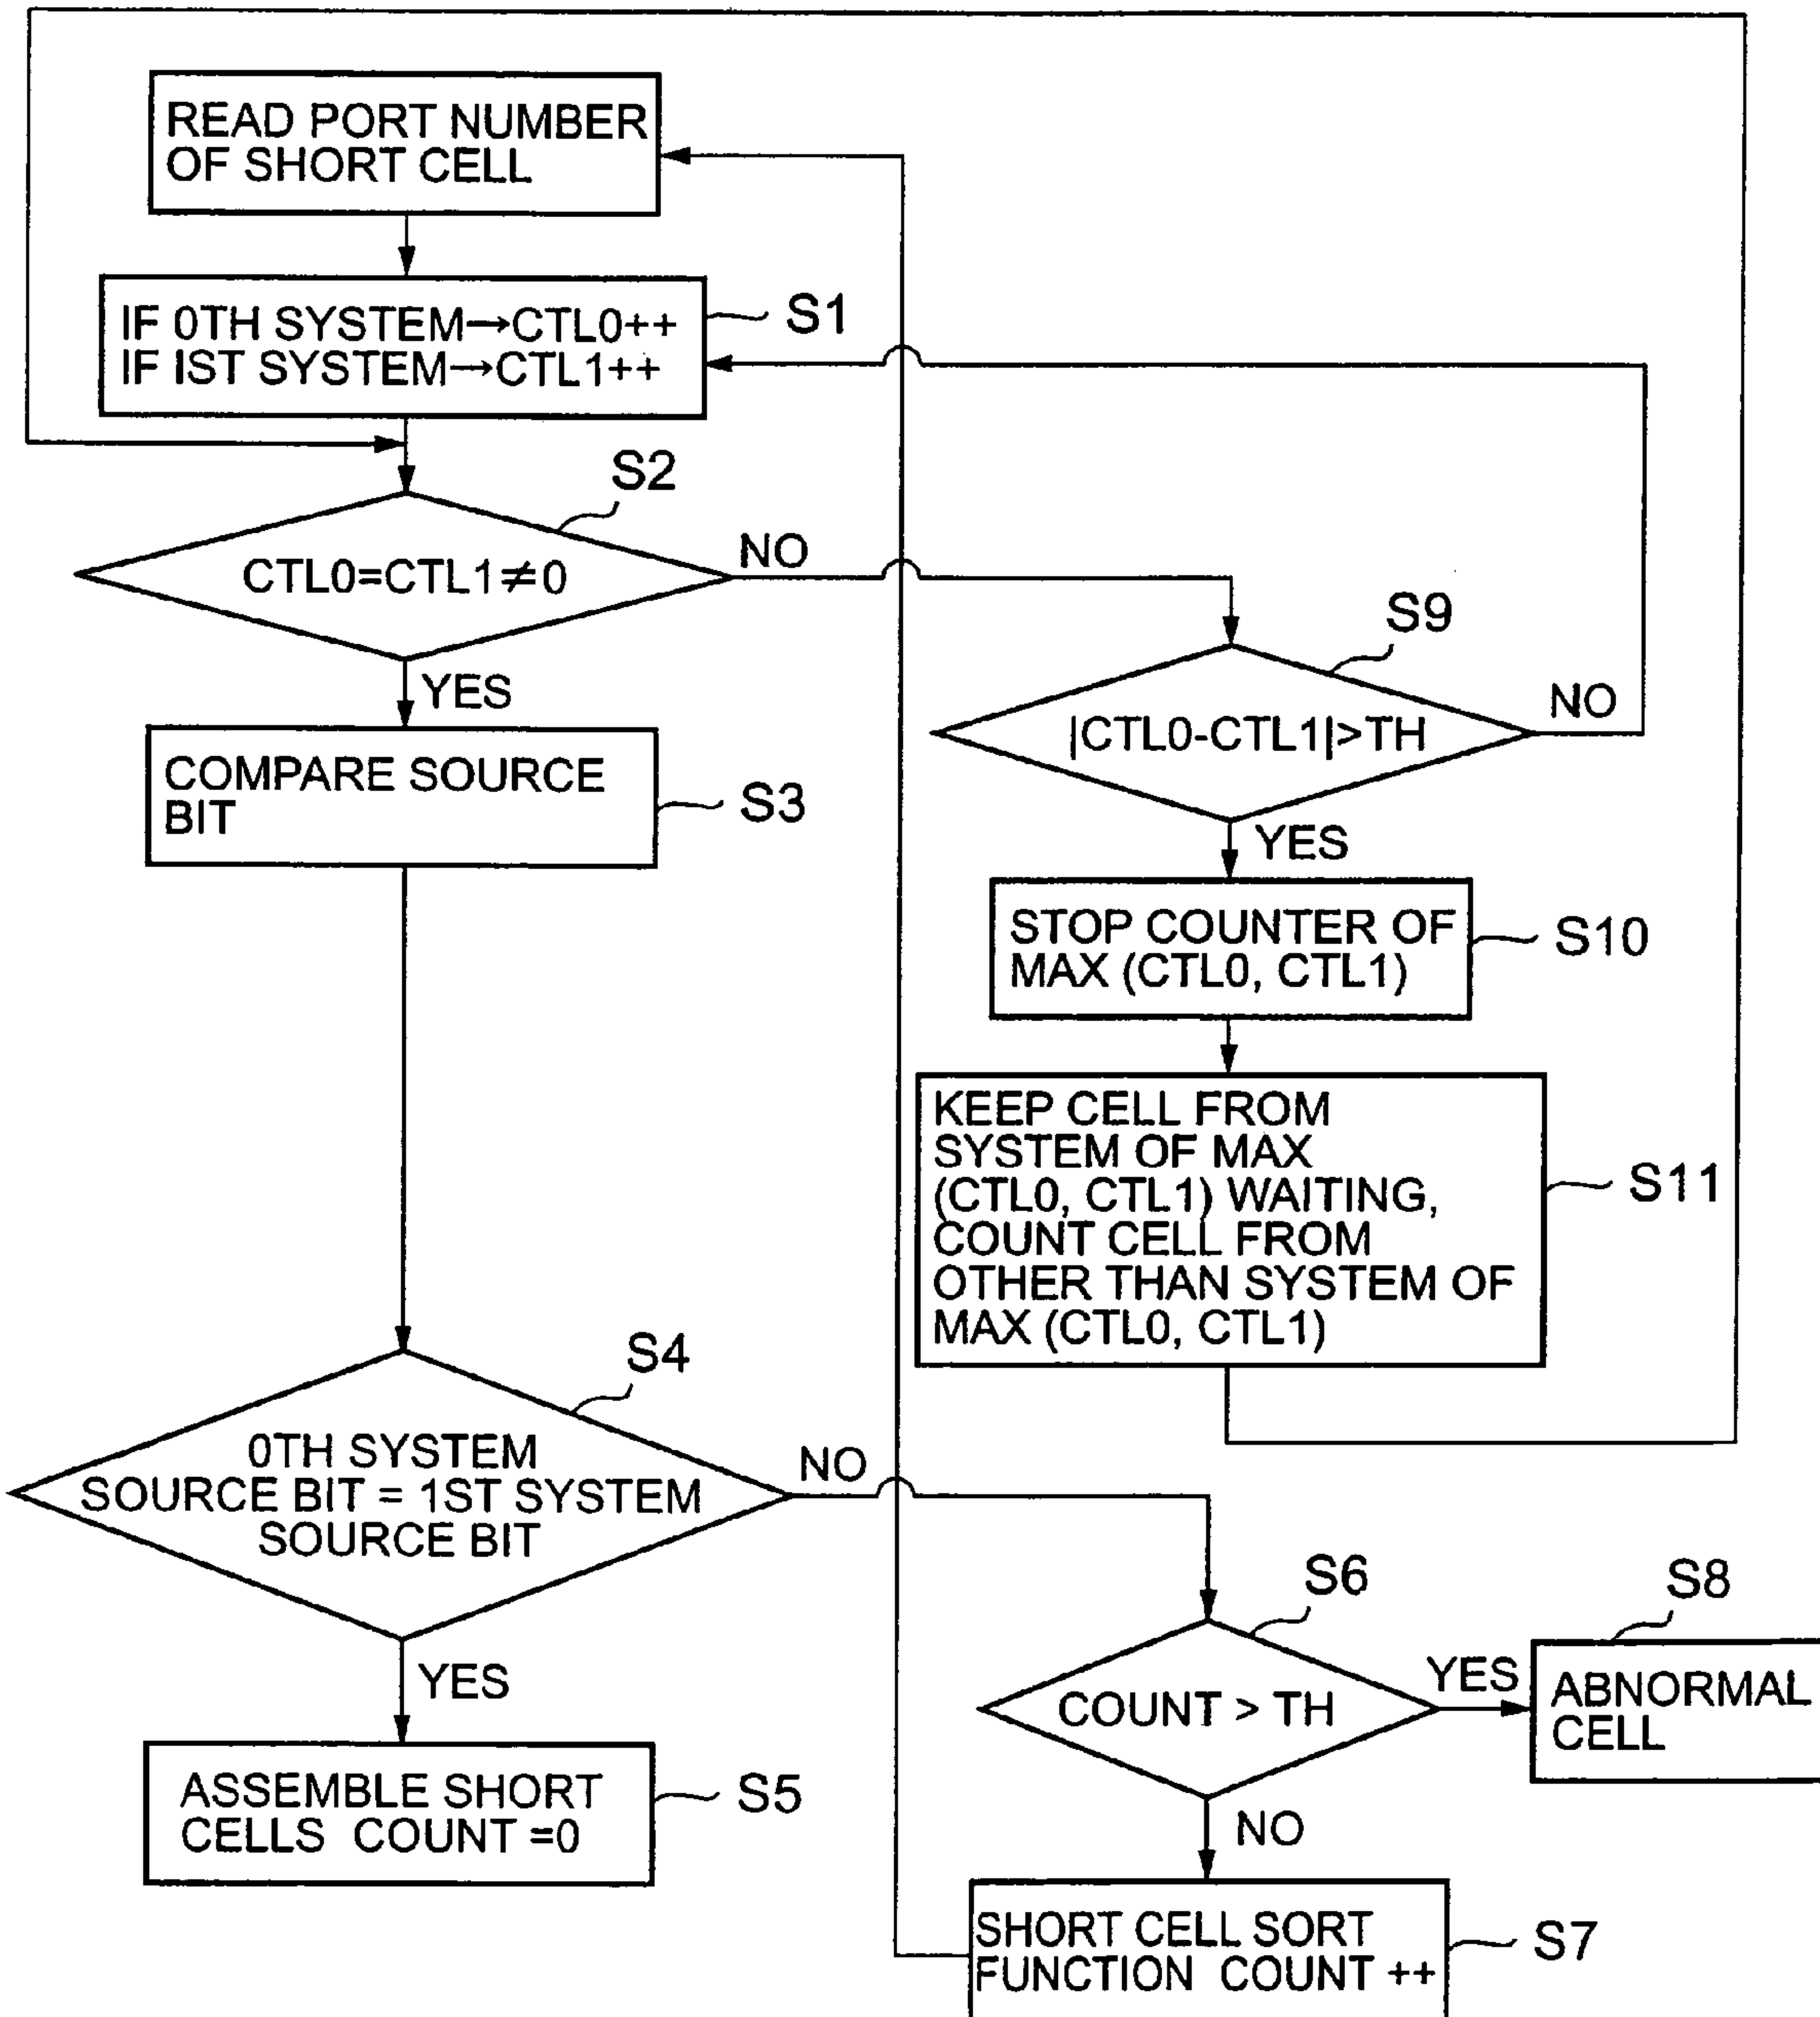 READ PORT NUMBER
OF SHORT CELL
IF 0TH SYSTEM→CTL0++
IF IST SYSTEM→CTL1++
S1
S2
CTL0=CTL1≠0
NO
YES
COMPARE SOURCE
BIT
S3
S9
|CTL0-CTL1|>TH
NO
YES
STOP COUNTER OF
MAX (CTL0, CTL1)
S10
KEEP CELL FROM
SYSTEM OF MAX
(CTL0, CTL1) WAITING,
COUNT CELL FROM
OTHER THAN SYSTEM OF
MAX (CTL0, CTL1)
S11
S4
0TH SYSTEM
SOURCE BIT = 1ST SYSTEM
SOURCE BIT
NO
YES
ASSEMBLE SHORT
CELLS COUNT =0
S5
S6
COUNT > TH
YES
S8
ABNORMAL
CELL
NO
SHORT CELL SORT
FUNCTION COUNT ++
S7